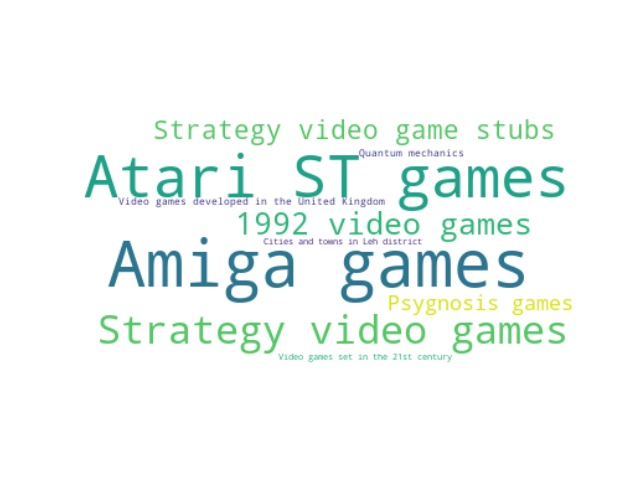 Strategy video game stubs
Quantum mechanics
Atari ST games
Video games developed in the United Kingdom
1992 video games
Cities and towns in Leh district
Amiga games
Psygnosis games
Strategy video games
Video games set in the 21st century